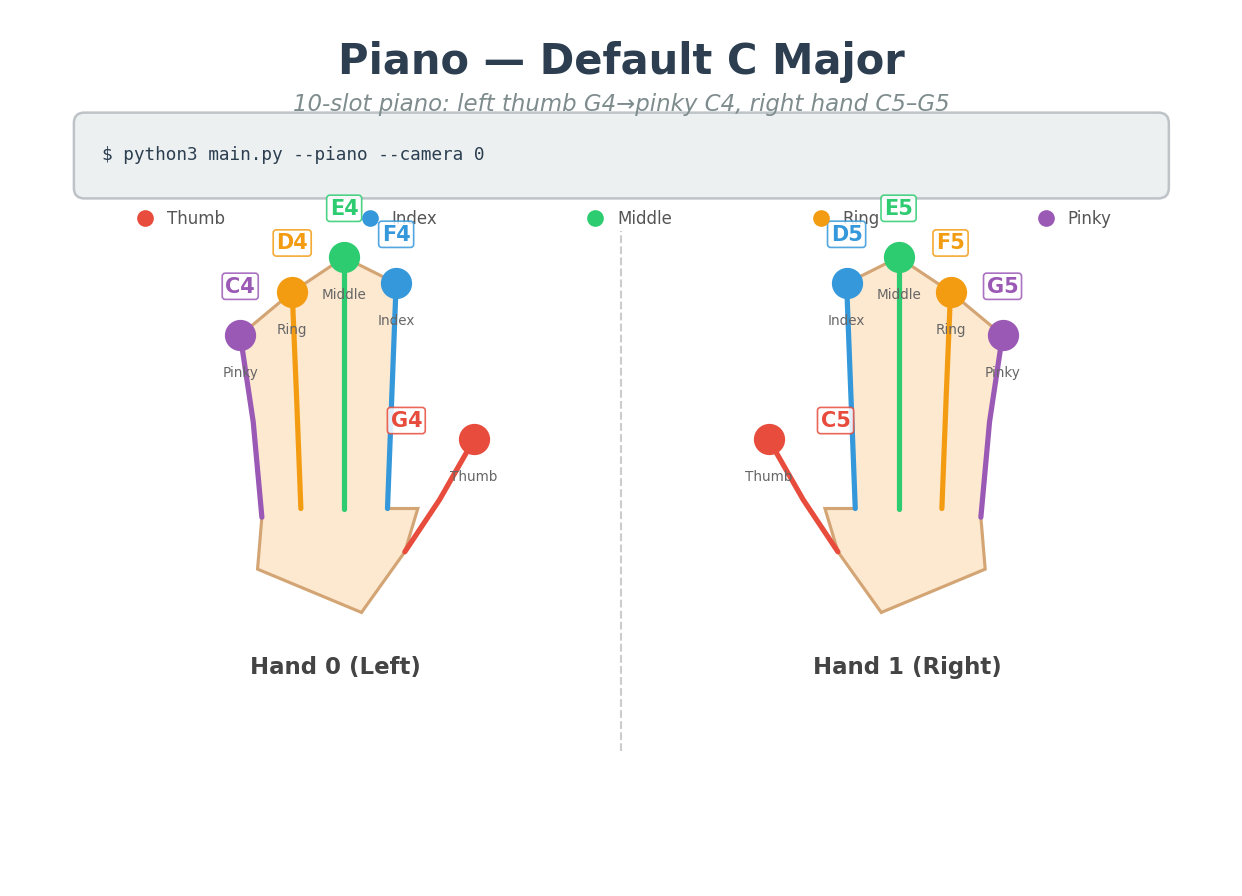 Piano — Default C Major
10-slot piano: left thumb G4→pinky C4, right hand C5–G5
$ python3 main.py --piano --camera 0
Thumb
Index
Middle
Ring
Pinky
C4
D4
E4
F4
G4
Pinky
Ring
Middle
Index
Thumb
Hand 0 (Left)
C5
D5
E5
F5
G5
Thumb
Index
Middle
Ring
Pinky
Hand 1 (Right)